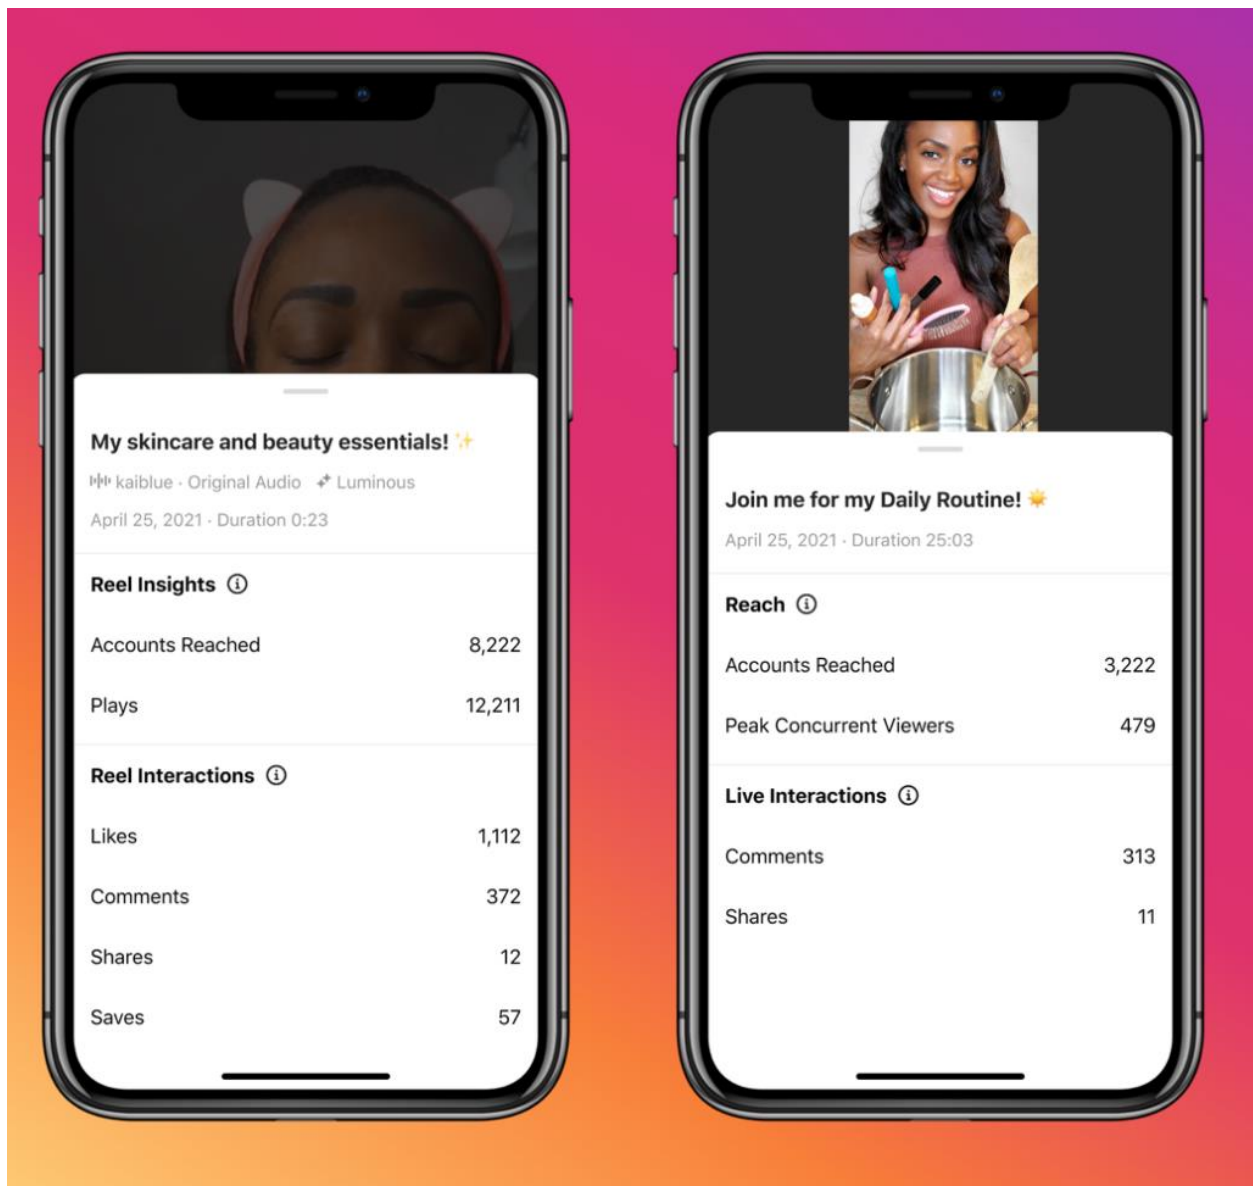 My skincare and beauty essentials! ✨
kaiblue · Original Audio Luminous
April 25, 2021 · Duration 0:23
Reel Insights
Accounts Reached 8,222
Plays 12,211
Reel Interactions
Likes 1,112
Comments 372
Shares 12
Saves 57
Join me for my Daily Routine! ☀️
April 25, 2021 · Duration 25:03
Reach
Accounts Reached 3,222
Peak Concurrent Viewers 479
Live Interactions
Comments 313
Shares 11